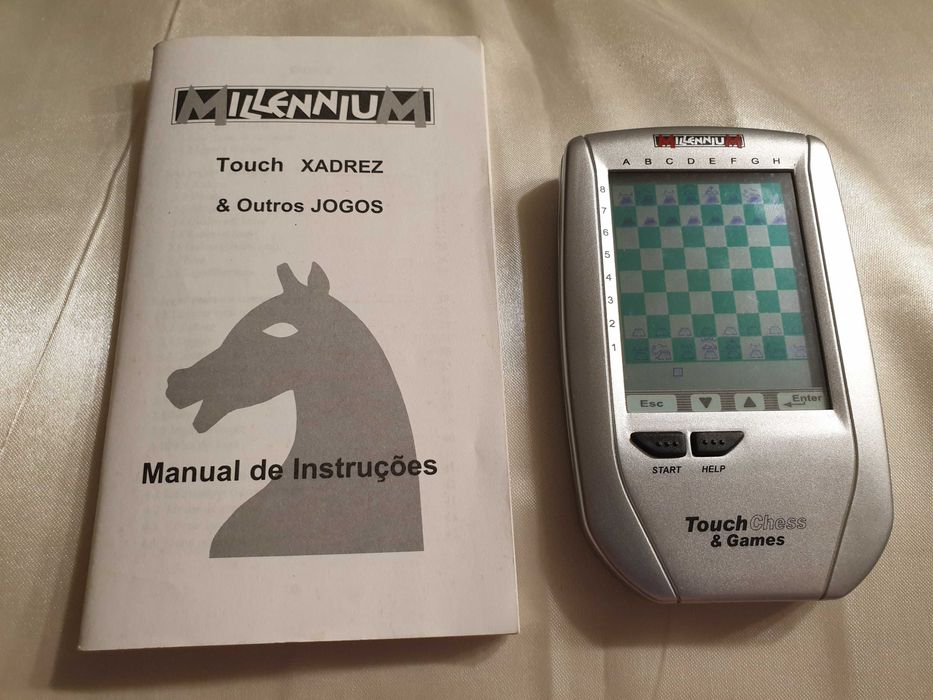 MILLENNIUM
Touch XADREZ
& Outros JOGOS
Manual de Instruções
MILLENNIUM
A B C D E F G H
8
7
6
5
4
3
2
1
Esc
Enter
START
HELP
Touch Chess
& Games